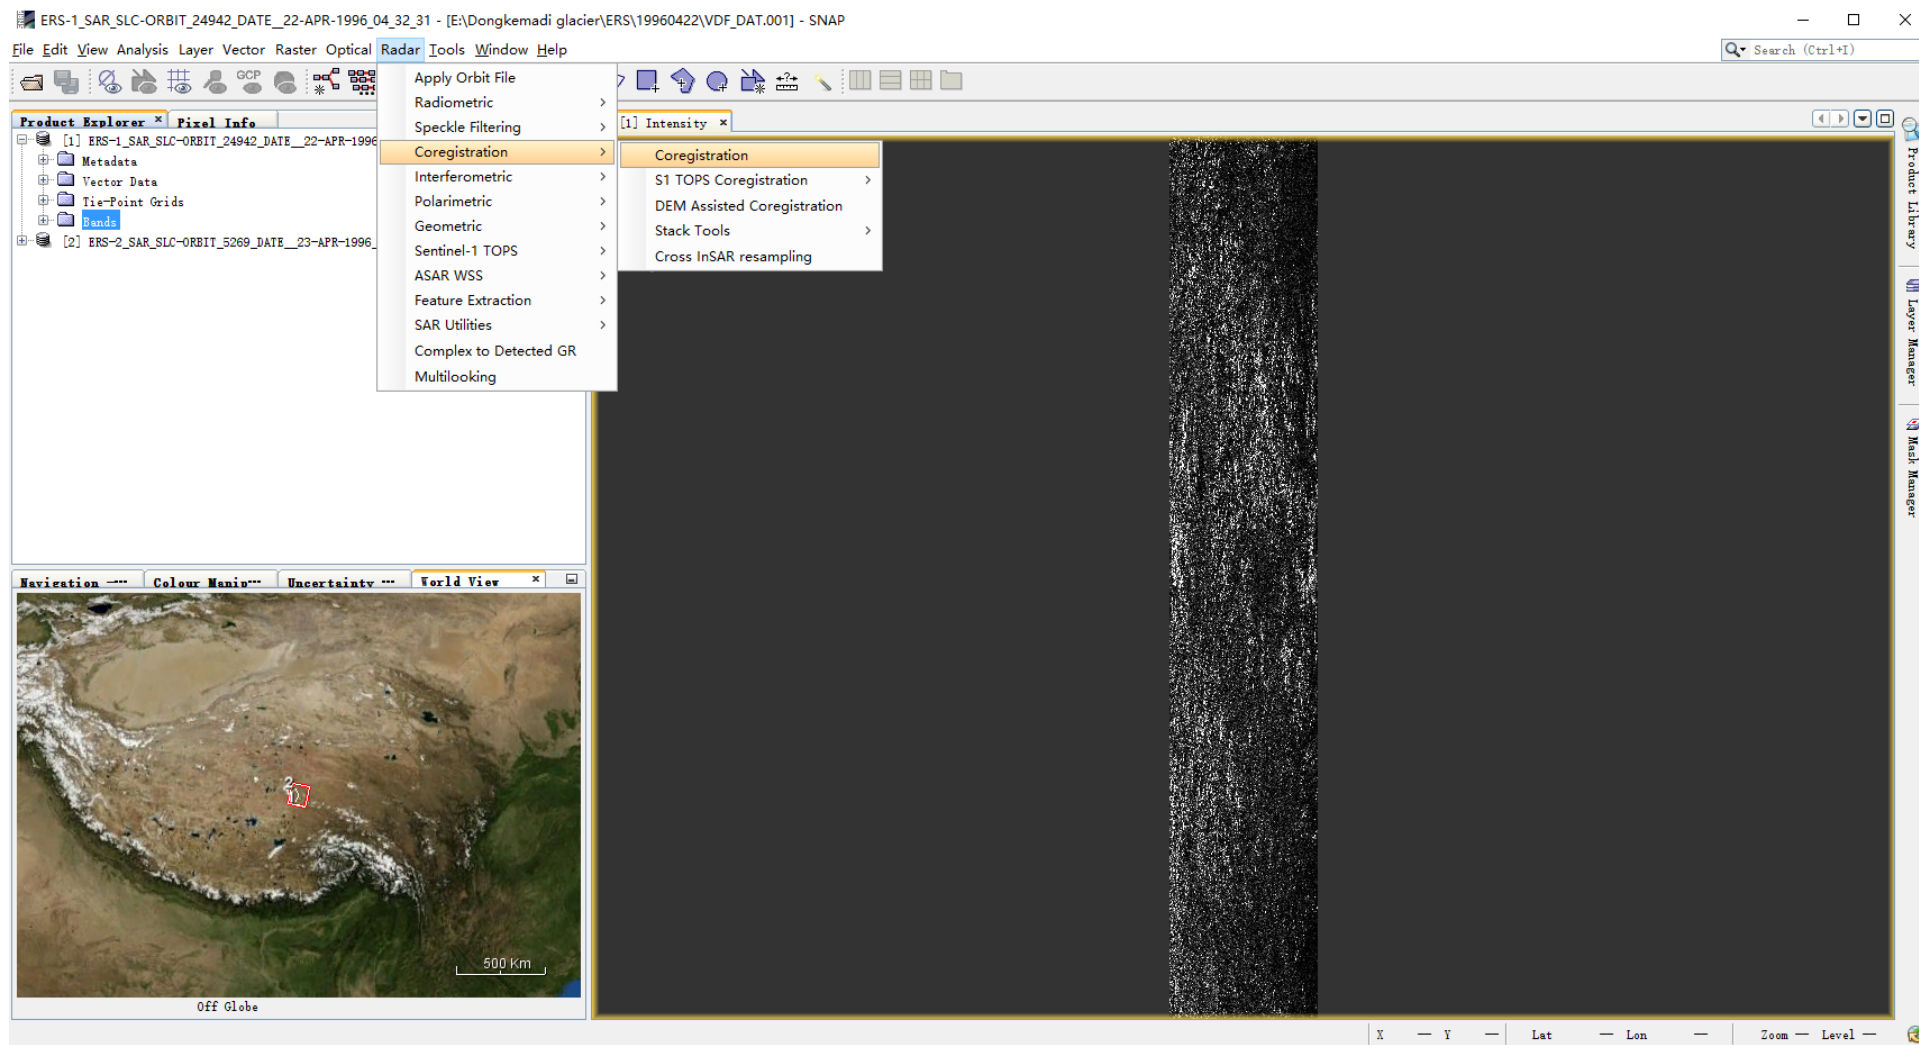 ERS-1_SAR_SLC-ORBIT_24942_DATE__22-APR-1996_04_32_31 - [E:\Dongkemadi glacier\ERS\19960422\VDF_DAT.001] - SNAP
File Edit View Analysis Layer Vector Raster Optical Radar Tools Window Help
Search (Ctrl+I)
GCP
Apply Orbit File
Radiometric
Speckle Filtering
Coregistration
Interferometric
Polarimetric
Geometric
Sentinel-1 TOPS
ASAR WSS
Feature Extraction
SAR Utilities
Complex to Detected GR
Multilooking
Coregistration
S1 TOPS Coregistration
DEM Assisted Coregistration
Stack Tools
Cross InSAR resampling
Product Explorer × Pixel Info
[1] ERS-1_SAR_SLC-ORBIT_24942_DATE__22-APR-1996
Metadata
Vector Data
Tie-Point Grids
Bands
[2] ERS-2_SAR_SLC-ORBIT_5269_DATE__23-APR-1996_
[1] Intensity ×
Product Library
Layer Manager
Mask Manager
Navigation —··· Colour Manip··· Uncertainty ··· World View ×
2
500 Km
Off Globe
X — Y — Lat — Lon — Zoom — Level —